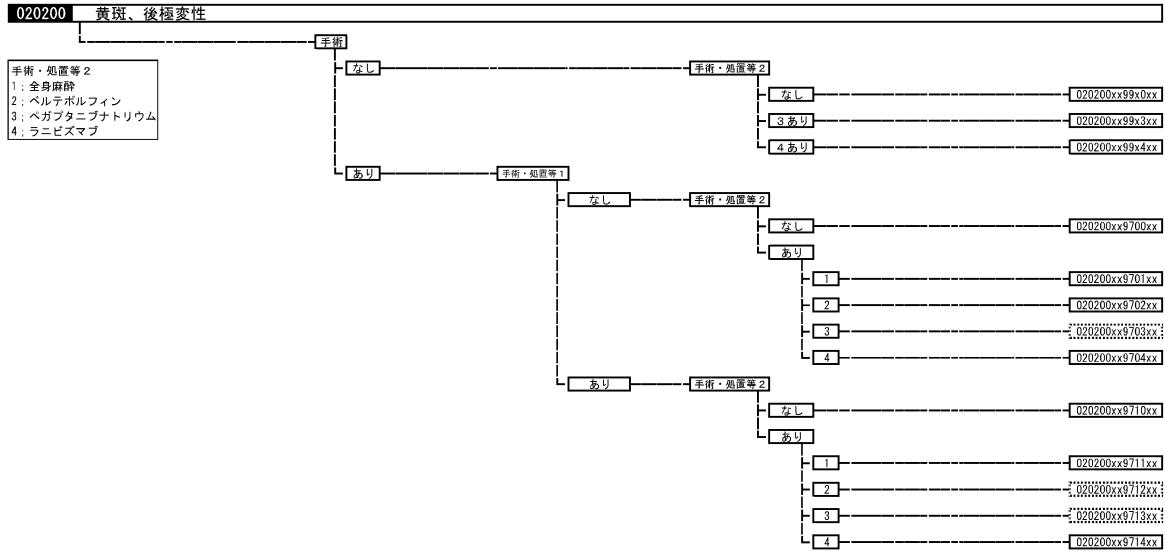 020200 黄斑、後極変性
手術
手術・処置等２
1；全身麻酔
2；ベルテポルフィン
3；ペガプタニブナトリウム
4；ラニビズマブ
なし 手術・処置等２
なし 020200xx99x0xx
３あり 020200xx99x3xx
４あり 020200xx99x4xx
あり 手術・処置等１
なし 手術・処置等２
なし 020200xx9700xx
あり
1 020200xx9701xx
2 020200xx9702xx
3 020200xx9703xx
4 020200xx9704xx
あり 手術・処置等２
なし 020200xx9710xx
あり
1 020200xx9711xx
2 020200xx9712xx
3 020200xx9713xx
4 020200xx9714xx